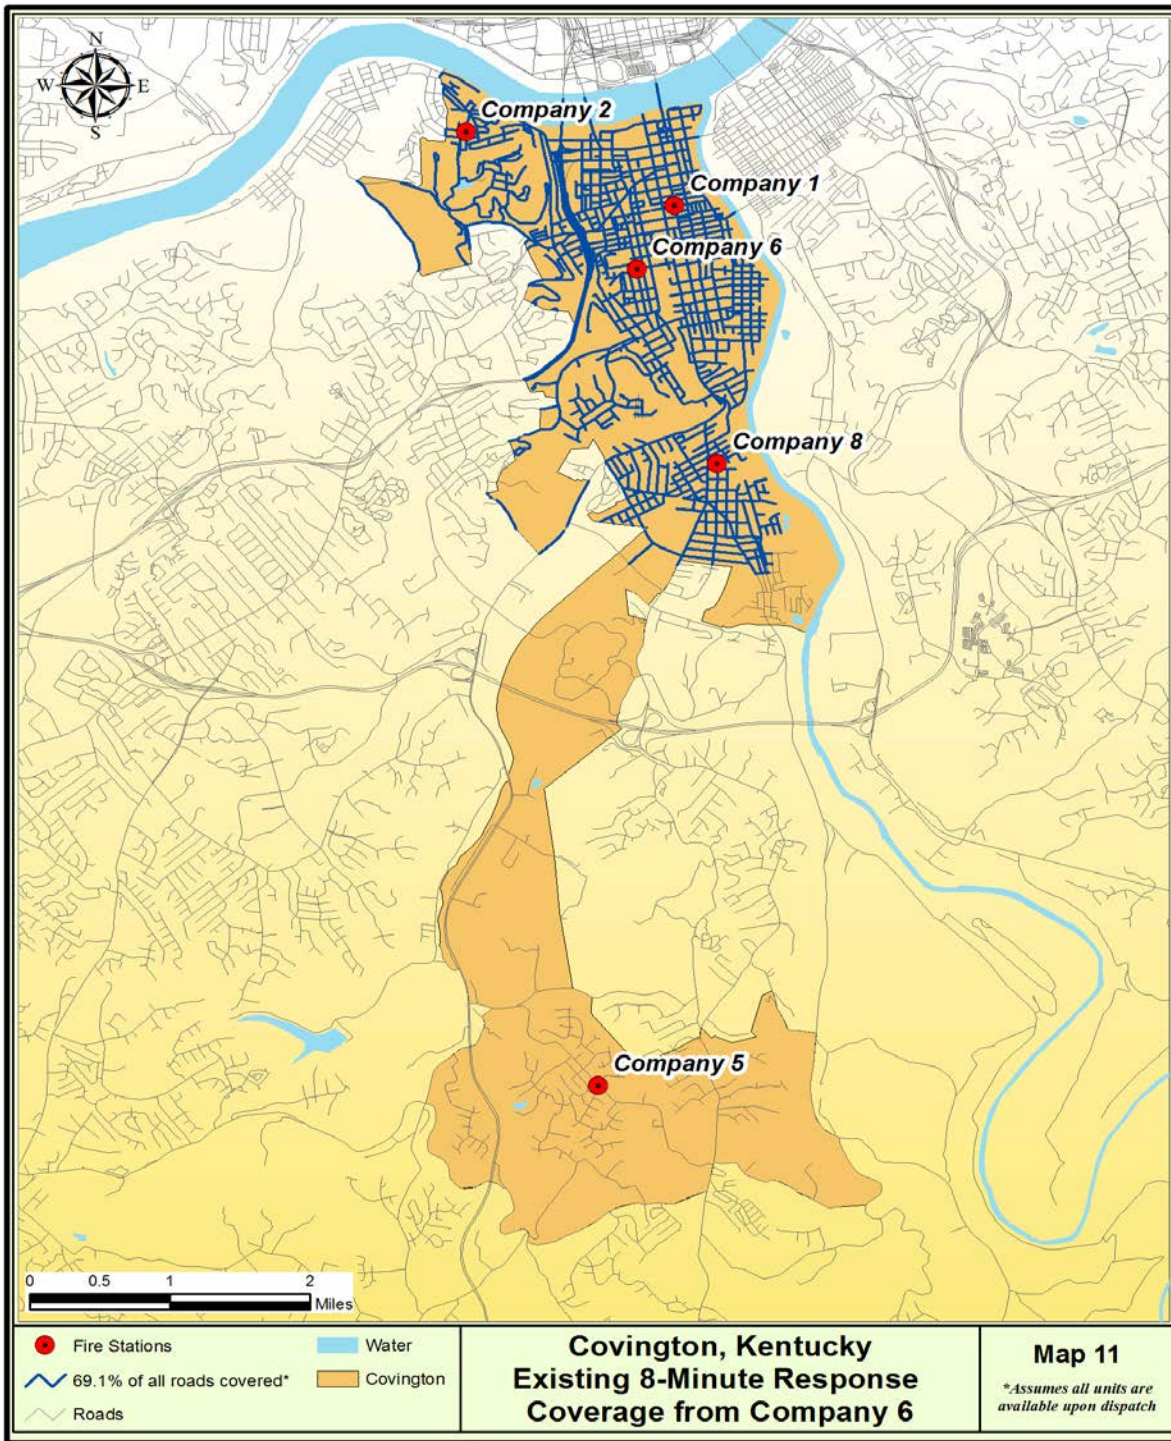 N
W E
S
Company 2
Company 1
Company 6
Company 8
Company 5
0 0.5 1 2
Miles
Fire Stations
Water
69.1% of all roads covered*
Covington
Roads
Covington, Kentucky
Existing 8-Minute Response
Coverage from Company 6
Map 11
*Assumes all units are
available upon dispatch